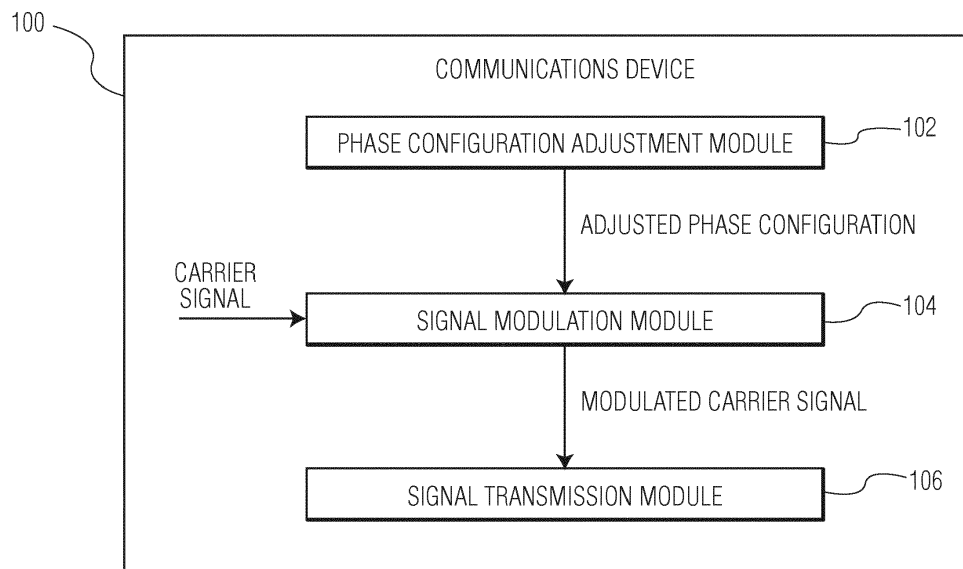 100
COMMUNICATIONS DEVICE
PHASE CONFIGURATION ADJUSTMENT MODULE
102
ADJUSTED PHASE CONFIGURATION
CARRIER
SIGNAL
SIGNAL MODULATION MODULE
104
MODULATED CARRIER SIGNAL
SIGNAL TRANSMISSION MODULE
106